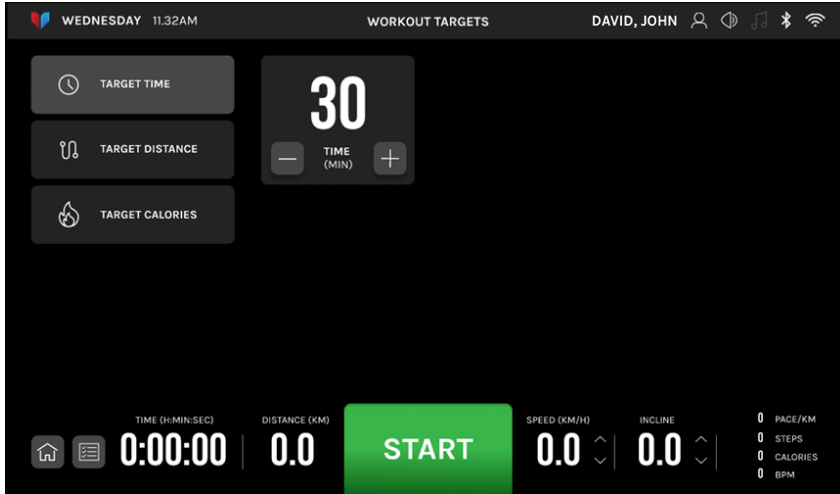 WEDNESDAY 11.32AM
WORKOUT TARGETS
DAVID, JOHN
TARGET TIME
TARGET DISTANCE
TARGET CALORIES
30
TIME
(MIN)
TIME (H:MIN:SEC)
0:00:00
DISTANCE (KM)
0.0
START
SPEED (KM/H)
0.0
INCLINE
0.0
0 PACE/KM
0 STEPS
0 CALORIES
0 BPM